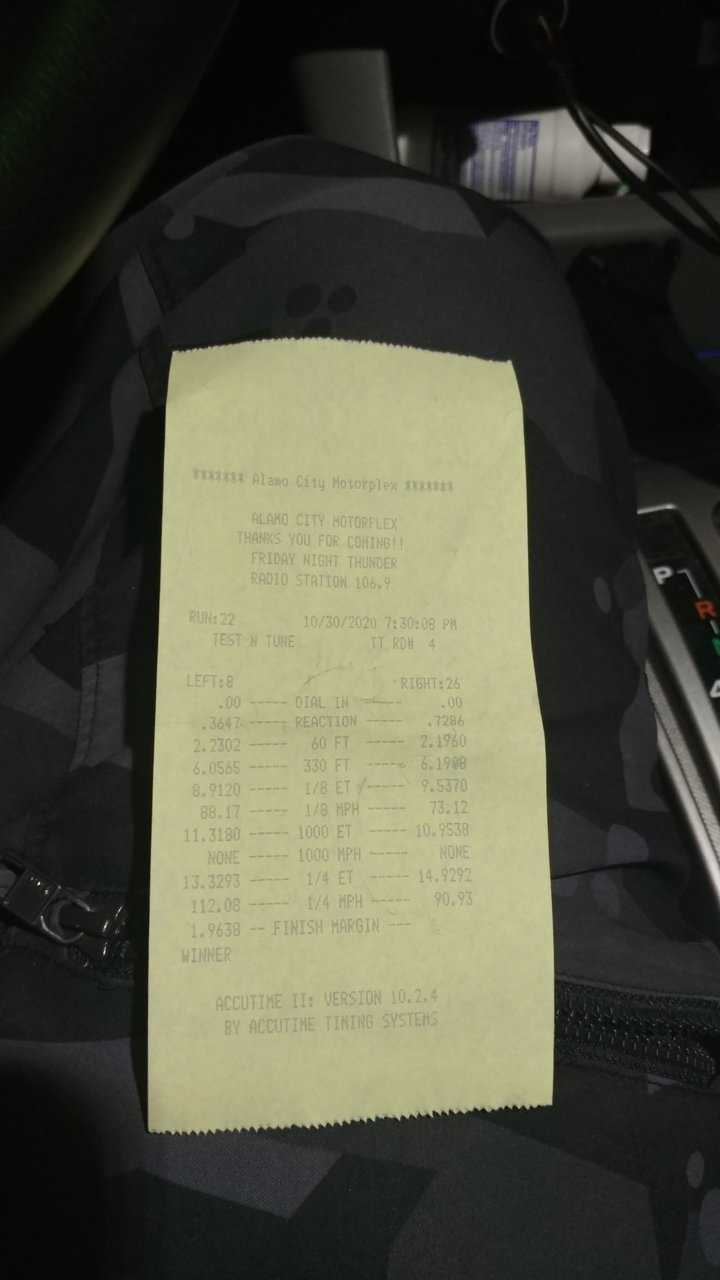 ******* Alamo City Motorplex *******
ALAMO CITY MOTORPLEX
THANKS YOU FOR COMING!!
FRIDAY NIGHT THUNDER
RADIO STATION 106.9
RUN:22 10/30/2020 7:30:08 PM
TEST N TUNE TT RD# 4
LEFT:8 RIGHT:26
.00 ----- DIAL IN ----- .00
.3647 ----- REACTION ----- .7286
2.2302 ----- 60 FT ----- 2.1960
6.0565 ----- 330 FT ----- 6.1908
8.9120 ----- 1/8 ET ----- 9.5370
88.17 ----- 1/8 MPH ----- 73.12
11.3180 ----- 1000 ET ----- 10.9538
NONE ----- 1000 MPH ----- NONE
13.3293 ----- 1/4 ET ----- 14.9292
112.08 ----- 1/4 MPH ----- 90.93
1.9638 -- FINISH MARGIN ---
WINNER
ACCUTIME II: VERSION 10.2.4
BY ACCUTIME TIMING SYSTEMS
P
R